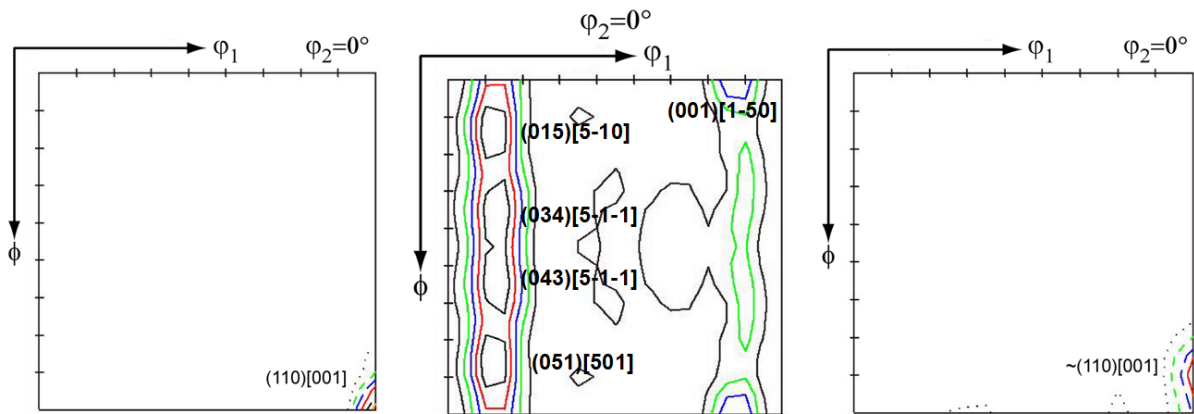 φ1
φ2=0°
ϕ
(110)[001]
φ2=0°
φ1
ϕ
(001)[1-50]
(015)[5-10]
(034)[5-1-1]
(043)[5-1-1]
(051)[501]
φ1
φ2=0°
ϕ
~(110)[001]